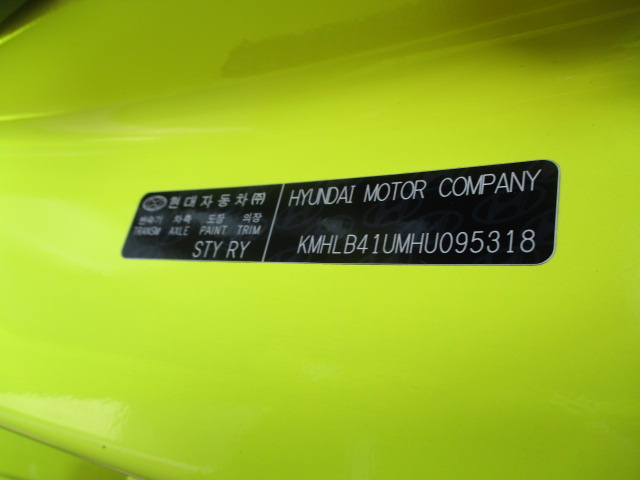 현대자동차㈜
변속기 차축 도장 의장
TRANSM AXLE PAINT TRIM
STY RY
HYUNDAI MOTOR COMPANY
KMHLB41UMHU095318